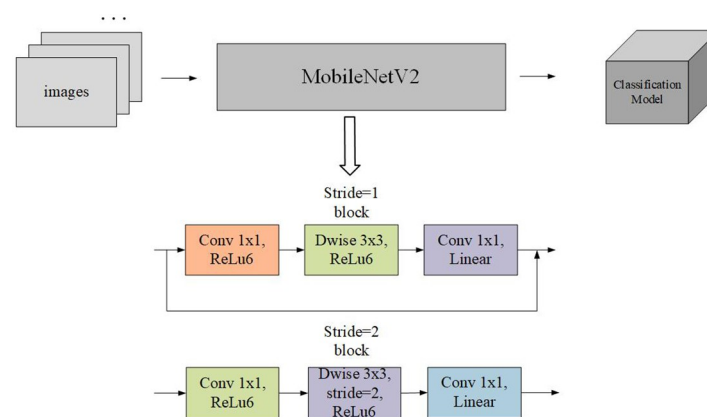 ...
images
MobileNetV2
Classification
Model
Stride=1
block
Conv 1x1,
ReLu6
Dwise 3x3,
ReLu6
Conv 1x1,
Linear
Stride=2
block
Conv 1x1,
ReLu6
Dwise 3x3,
stride=2,
ReLu6
Conv 1x1,
Linear